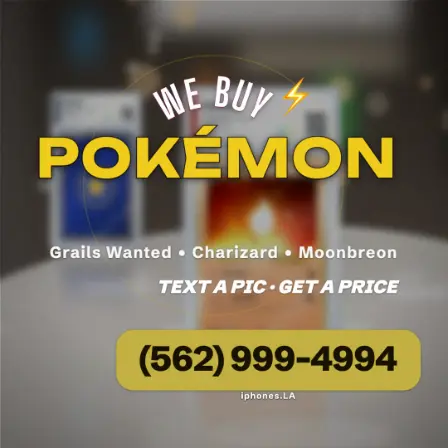 WE BUY⚡
POKÉMON
Grails Wanted • Charizard • Moonbreon
TEXT A PIC · GET A PRICE
(562) 999-4994
iphones.LA